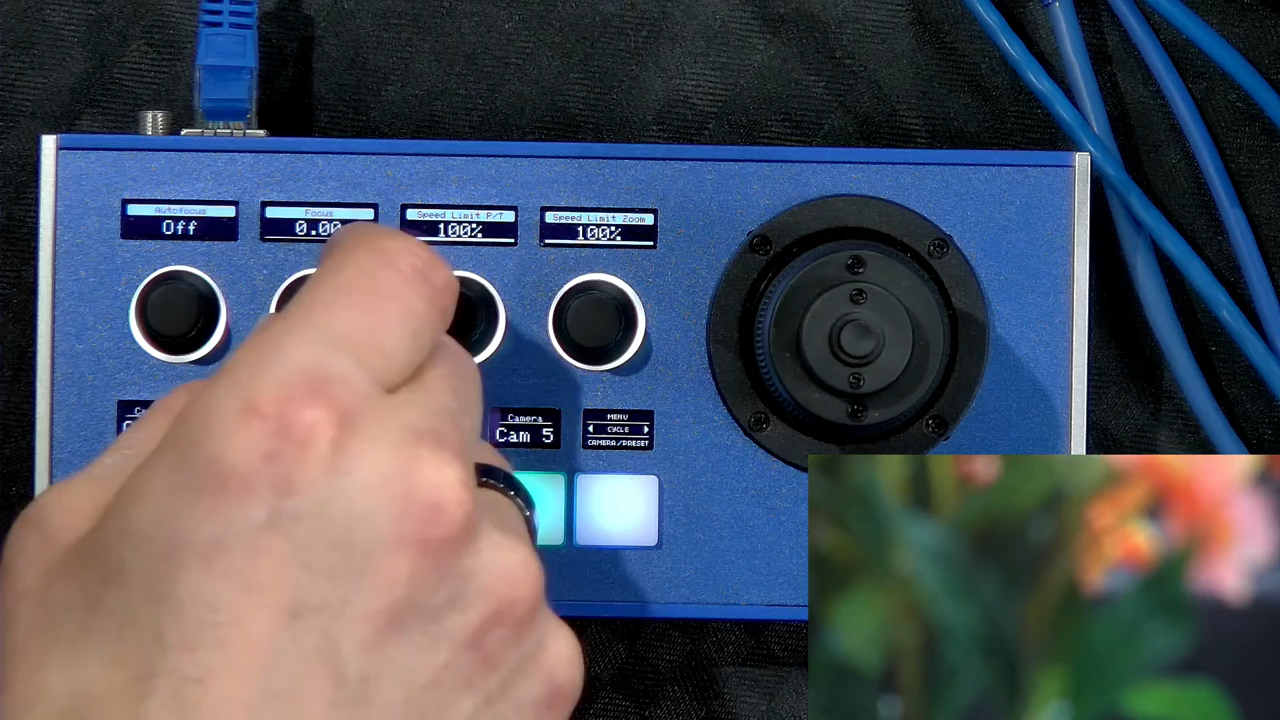 Autofocus
Off
Focus
0.00
Speed Limit P/T
100%
Speed Limit Zoom
100%
Camera
Cam 5
MENU
CYCLE
CAMERA/PRESET